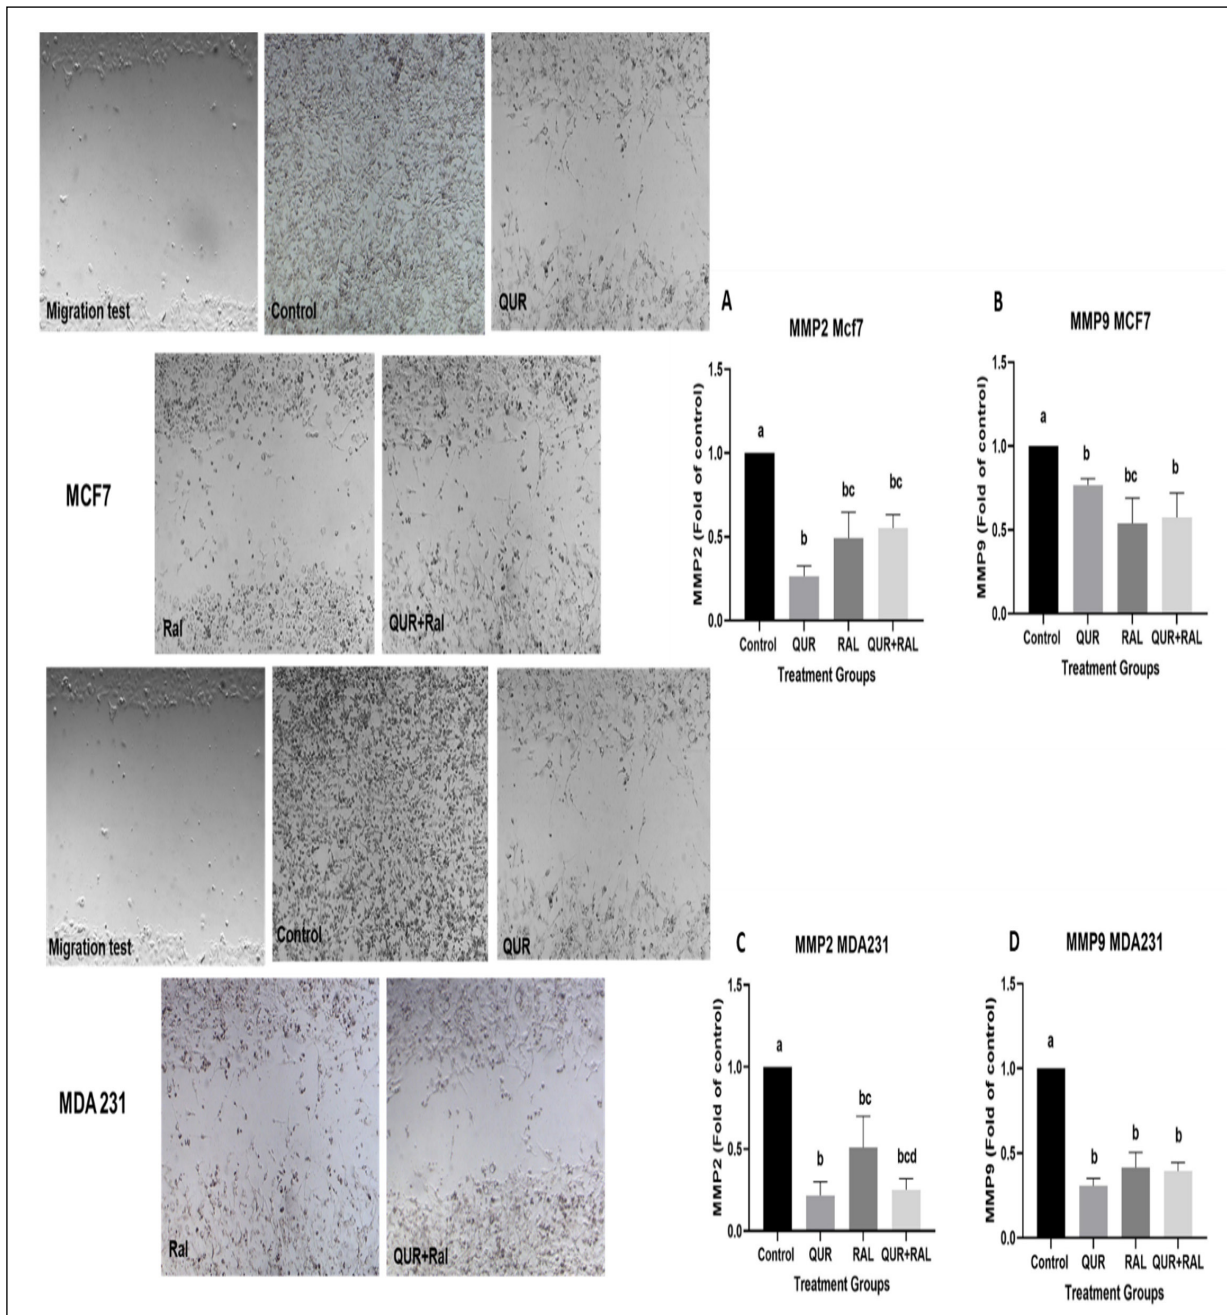 Migration test
Control
QUR
MCF7
Ral
QUR+Ral
A
MMP2 Mcf7
MMP2 (Fold of control)
1.5
1.0
0.5
0.0
a
b
bc
bc
Control QUR RAL QUR+RAL
Treatment Groups
B
MMP9 MCF7
MMP9 (Fold of control)
1.5
1.0
0.5
0.0
a
b
bc
b
Control QUR RAL QUR+RAL
Treatment Groups
Migration test
Control
QUR
MDA 231
Ral
QUR+Ral
C
MMP2 MDA231
MMP2 (Fold of control)
1.5
1.0
0.5
0.0
a
b
bc
bcd
Control QUR RAL QUR+RAL
Treatment Groups
D
MMP9 MDA231
MMP9 (Fold of control)
1.5
1.0
0.5
0.0
a
b
b
b
Control QUR RAL QUR+RAL
Treatment Groups